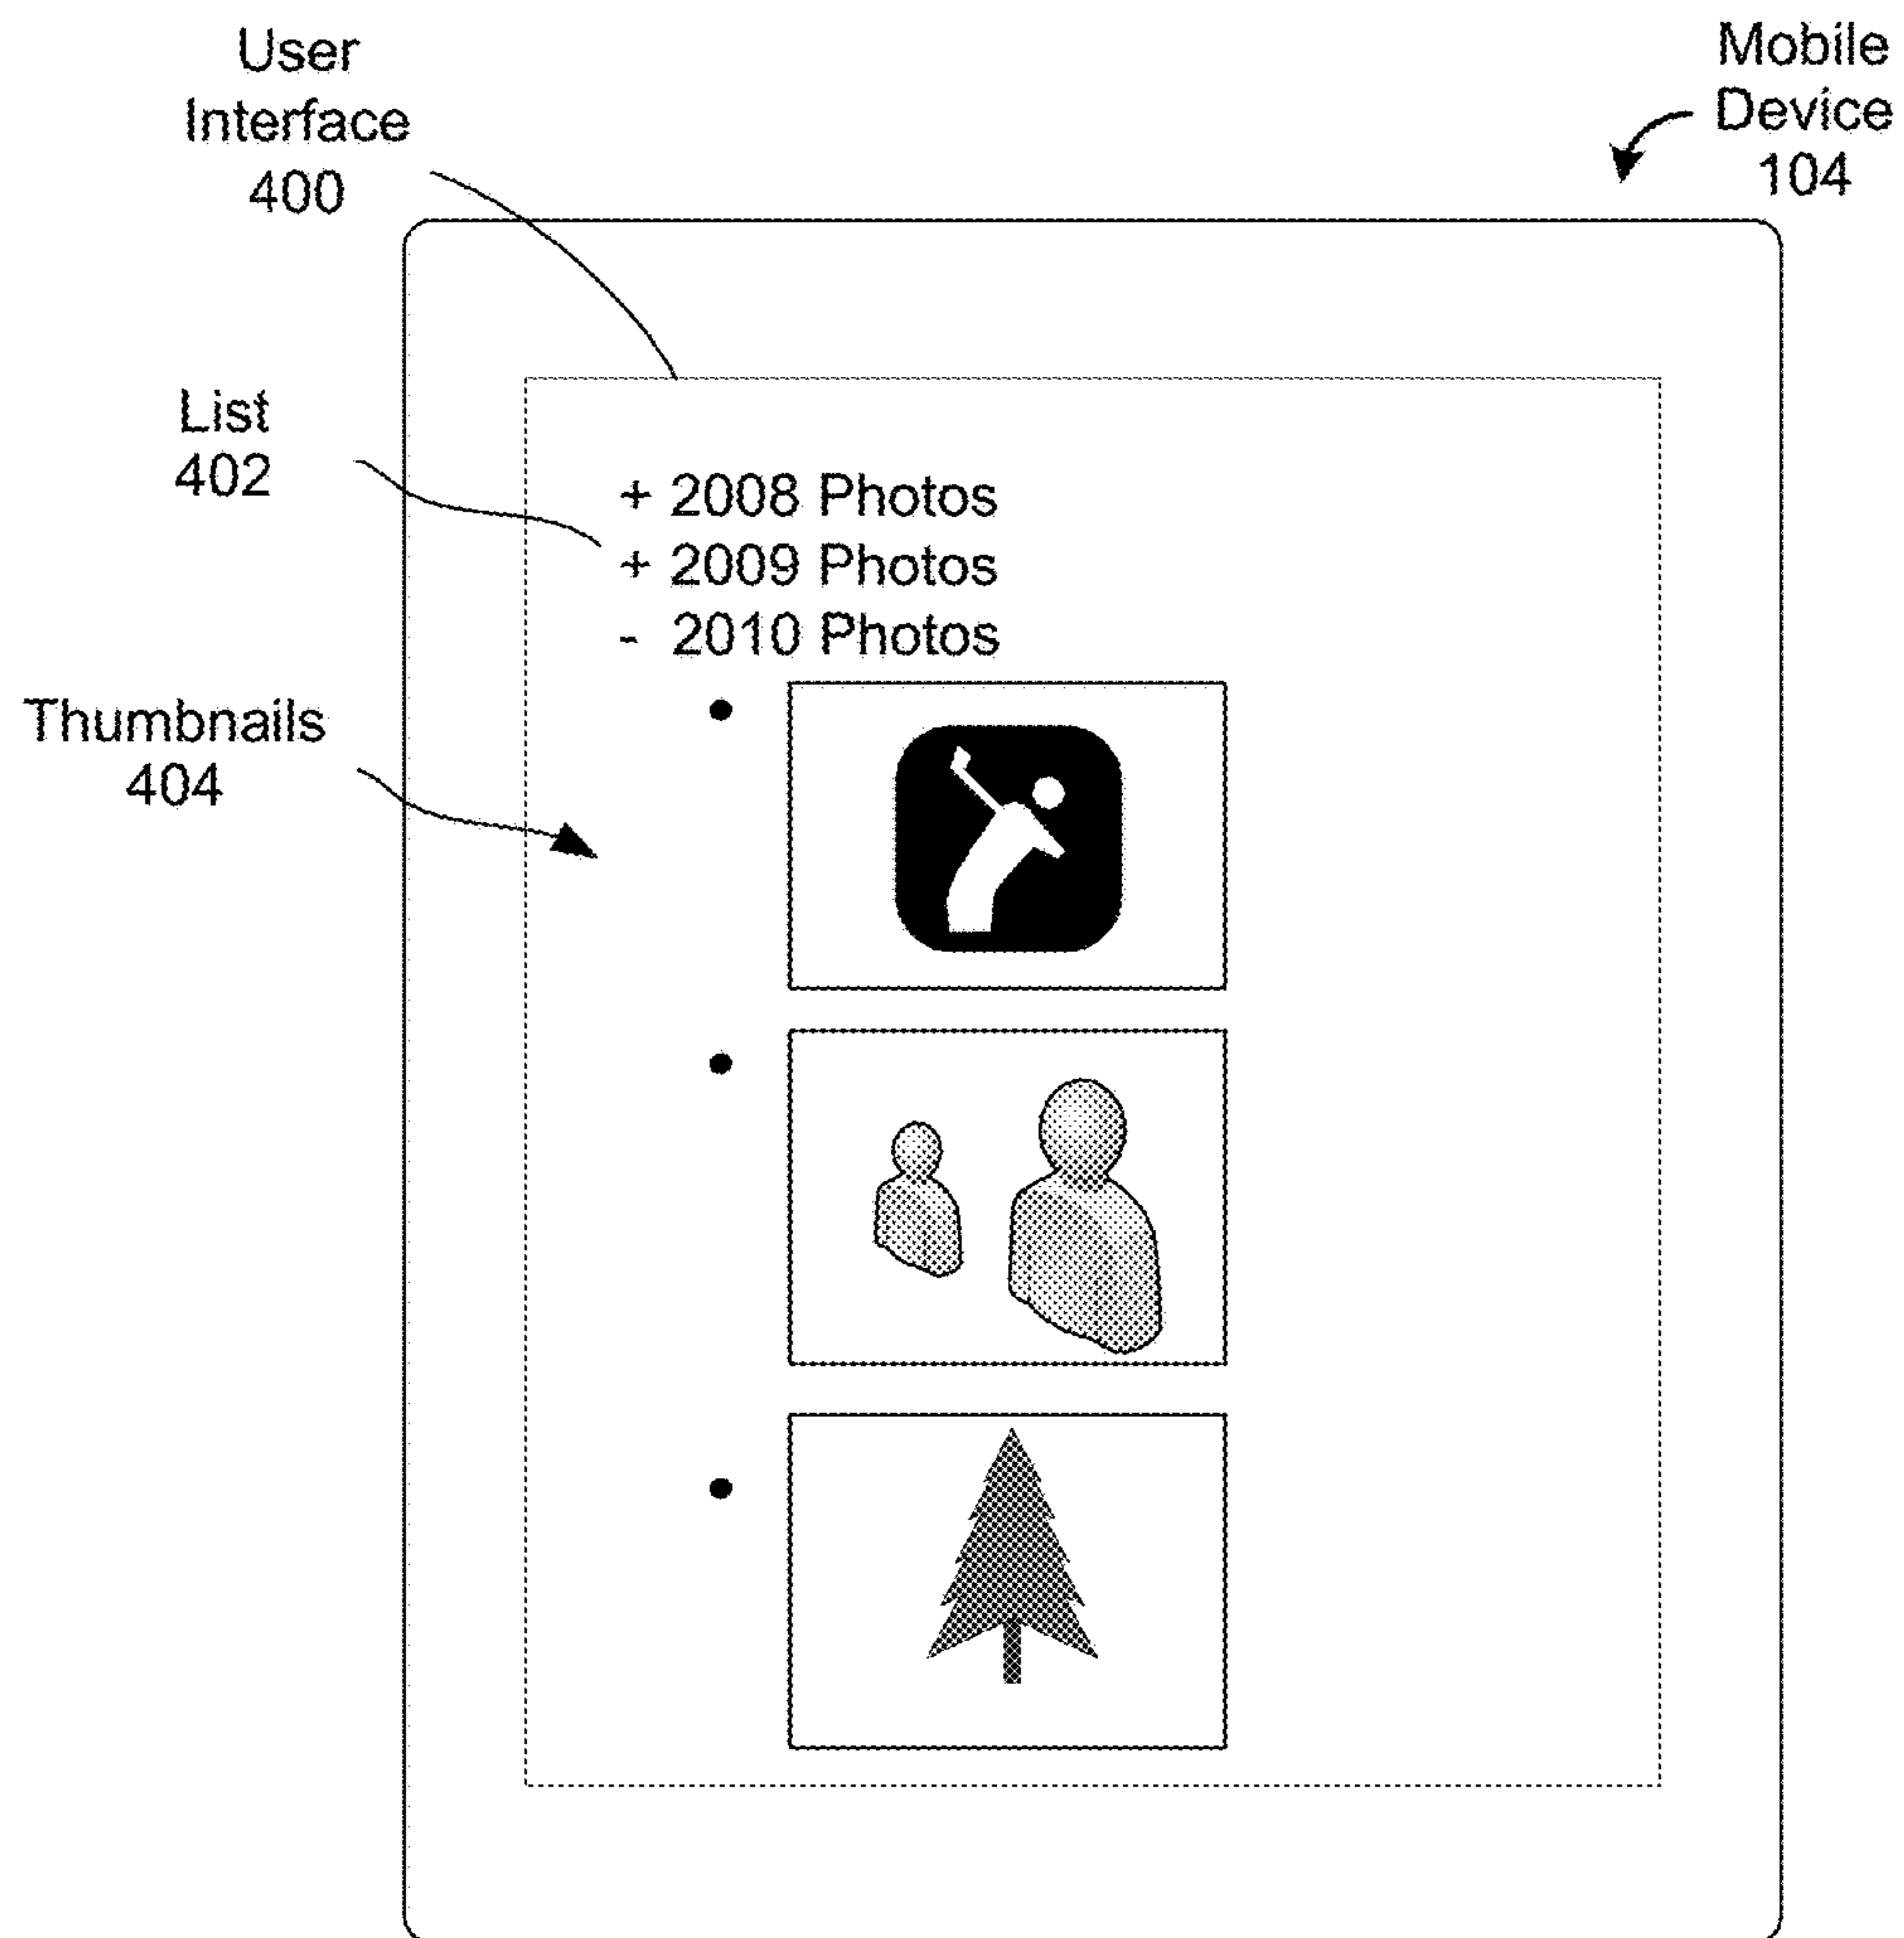 User
Interface
400
Mobile
Device
104
List
402
+ 2008 Photos
+ 2009 Photos
- 2010 Photos
Thumbnails
404